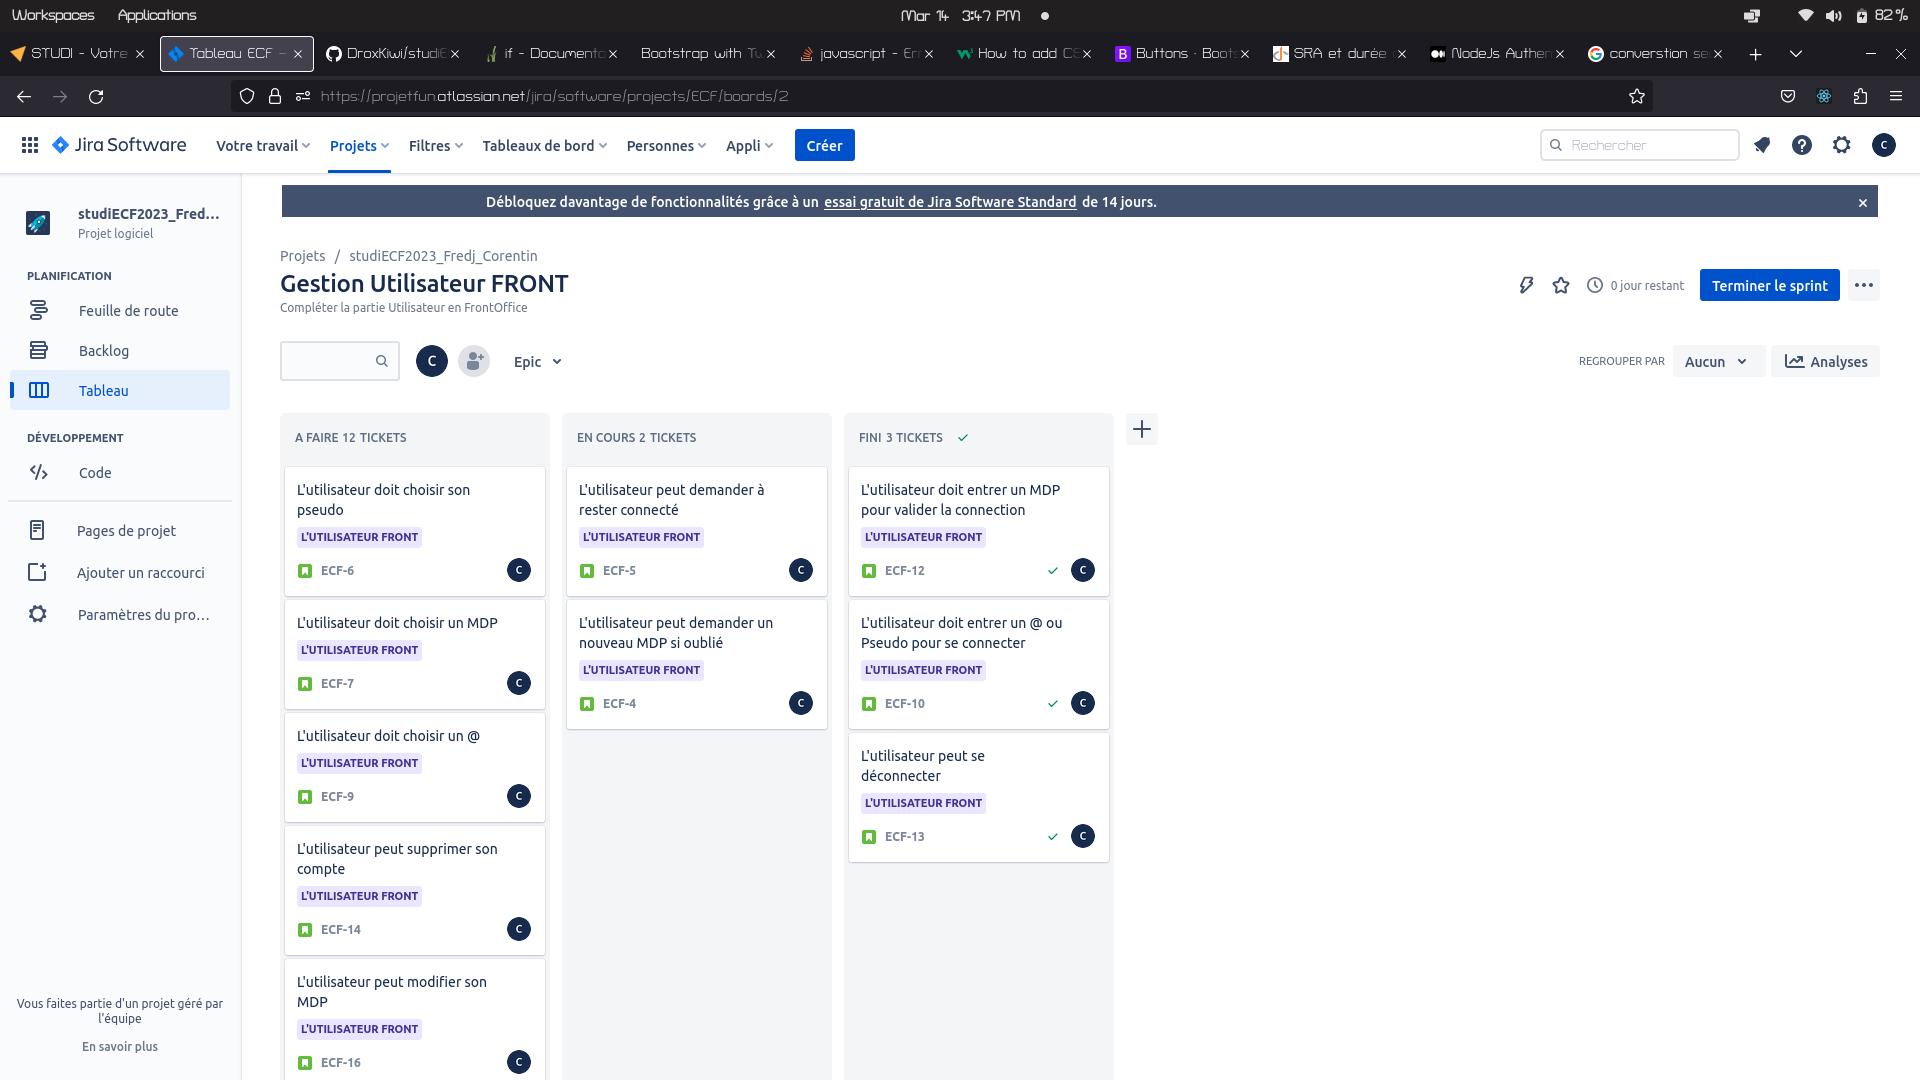 Workspaces Applications Mar 14 3:47 PM 82 %
STUDI - Votre Tableau ECF - DroxKiwi/studiE if - Documenta Bootstrap with Tw javascript - Err How to add CS Buttons · Boots SRA et durée NodeJs Authen converstion se
https://projetfun.atlassian.net/jira/software/projects/ECF/boards/2
Jira Software Votre travail Projets Filtres Tableaux de bord Personnes Appli Créer Rechercher C
studiECF2023_Fred...
Projet logiciel
PLANIFICATION
Feuille de route
Backlog
Tableau
DÉVELOPPEMENT
Code
Pages de projet
Ajouter un raccourci
Paramètres du pro...
Vous faites partie d'un projet géré par
l'équipe
En savoir plus
Débloquez davantage de fonctionnalités grâce à un essai gratuit de Jira Software Standard de 14 jours.
Projets / studiECF2023_Fredj_Corentin
Gestion Utilisateur FRONT
Compléter la partie Utilisateur en FrontOffice
0 jour restant Terminer le sprint
C Epic REGROUPER PAR Aucun Analyses
A FAIRE 12 TICKETS
L'utilisateur doit choisir son
pseudo
L'UTILISATEUR FRONT
ECF-6 C
L'utilisateur doit choisir un MDP
L'UTILISATEUR FRONT
ECF-7 C
L'utilisateur doit choisir un @
L'UTILISATEUR FRONT
ECF-9 C
L'utilisateur peut supprimer son
compte
L'UTILISATEUR FRONT
ECF-14 C
L'utilisateur peut modifier son
MDP
L'UTILISATEUR FRONT
ECF-16 C
EN COURS 2 TICKETS
L'utilisateur peut demander à
rester connecté
L'UTILISATEUR FRONT
ECF-5 C
L'utilisateur peut demander un
nouveau MDP si oublié
L'UTILISATEUR FRONT
ECF-4 C
FINI 3 TICKETS
L'utilisateur doit entrer un MDP
pour valider la connection
L'UTILISATEUR FRONT
ECF-12 C
L'utilisateur doit entrer un @ ou
Pseudo pour se connecter
L'UTILISATEUR FRONT
ECF-10 C
L'utilisateur peut se
déconnecter
L'UTILISATEUR FRONT
ECF-13 C